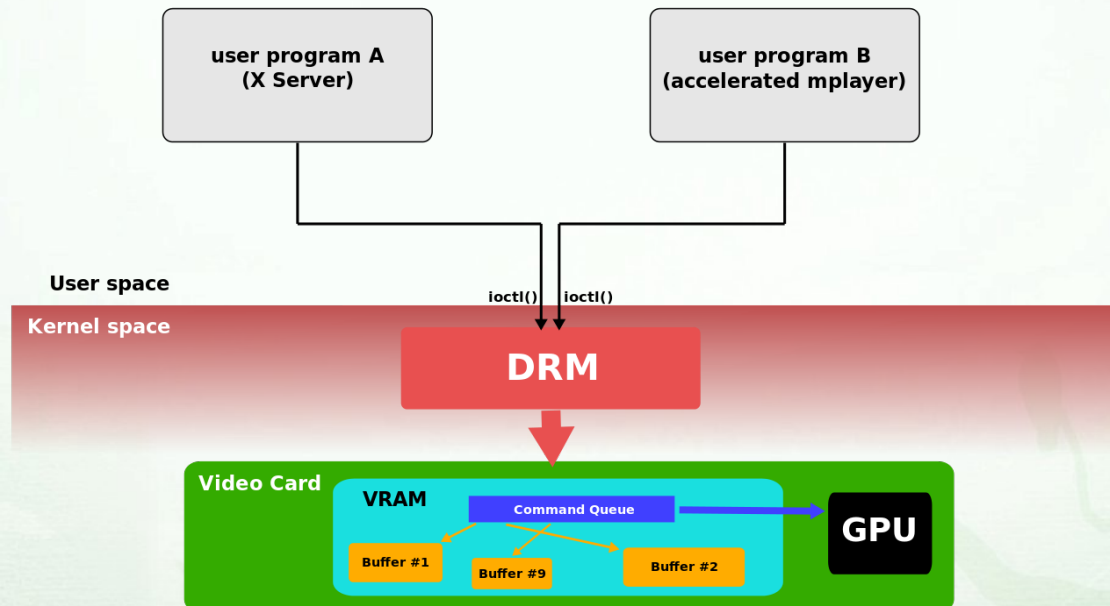 user program A
(X Server)
user program B
(accelerated mplayer)
User space
ioctl()
ioctl()
Kernel space
DRM
Video Card
VRAM
Command Queue
GPU
Buffer #1
Buffer #9
Buffer #2